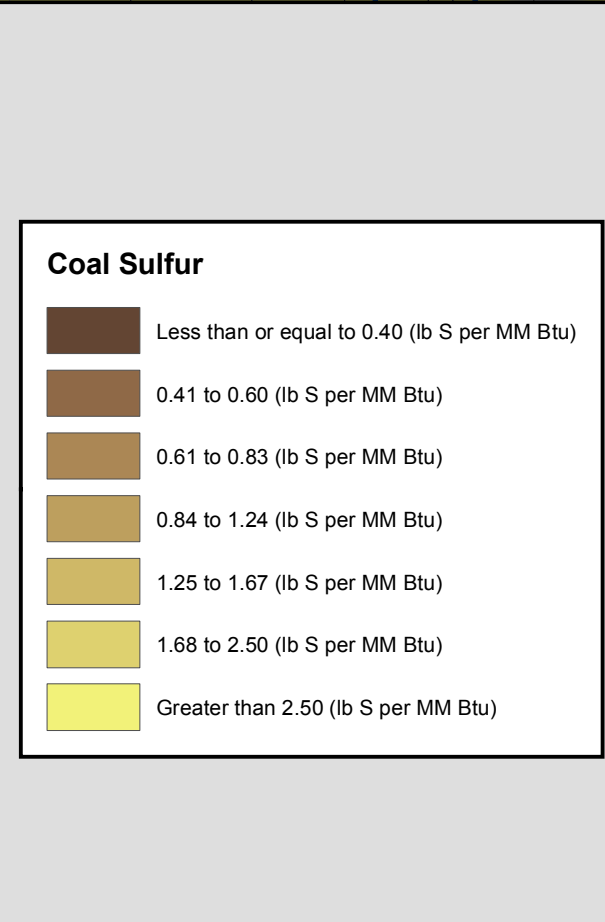 Coal Sulfur
Less than or equal to 0.40 (lb S per MM Btu)
0.41 to 0.60 (lb S per MM Btu)
0.61 to 0.83 (lb S per MM Btu)
0.84 to 1.24 (lb S per MM Btu)
1.25 to 1.67 (lb S per MM Btu)
1.68 to 2.50 (lb S per MM Btu)
Greater than 2.50 (lb S per MM Btu)